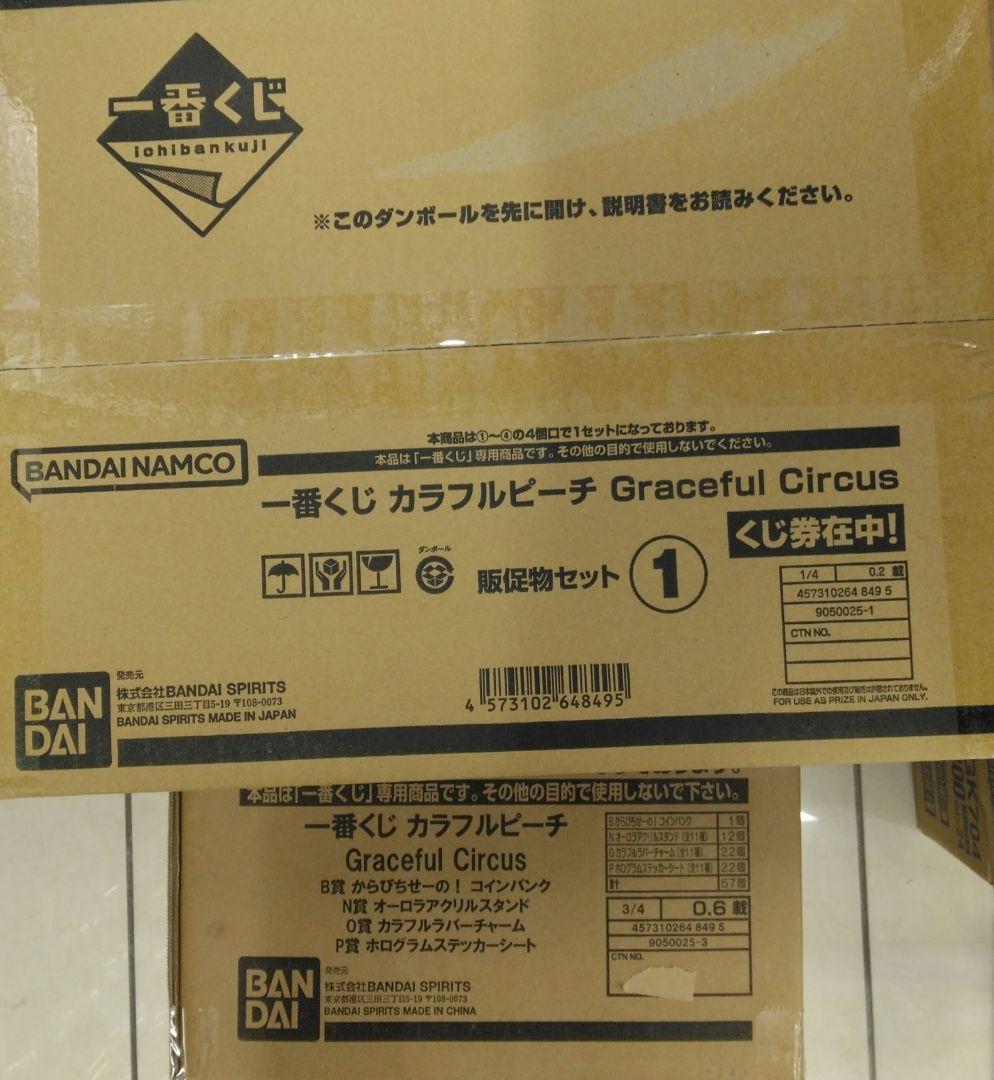 一番くじ
ichibankuji
※このダンボールを先に開け、説明書をお読みください。
BANDAI NAMCO
本商品は①〜④の4個口で1セットになっております。
本品は「一番くじ」専用商品です。その他の目的で使用しないでください。
一番くじ カラフルピーチ Graceful Circus
くじ券在中!
ダンボール
販促物セット ①
1/4 0.2 載
457310264 849 5
9050025-1
CTN NO.
この商品は日本国外での使用及び販売は許諾されておりません。
FOR USE AS PRIZE IN JAPAN ONLY.
BAN
DAI
発売元
株式会社BANDAI SPIRITS
東京都港区三田三丁目5-19 〒108-0073
BANDAI SPIRITS MADE IN JAPAN
4 573102 648495
本品は「一番くじ」専用商品です。その他の目的で使用しないで下さい。
一番くじ カラフルピーチ
Graceful Circus
B賞 からぴちせーの! コインバンク
N賞 オーロラアクリルスタンド
O賞 カラフルラバーチャーム
P賞 ホログラムステッカーシート
B からぴちせーの! コインバンク 1個
N オーロラアクリルスタンド (全11種) 12個
O カラフルラバーチャーム (全11種) 22個
P ホログラムステッカーシート (全11種) 22個
累計 57個
3/4 0.6 載
457310264 849 5
9050025-3
CTN NO.
BAN
DAI
発売元
株式会社BANDAI SPIRITS
東京都港区三田三丁目5-19 〒108-0073
BANDAI SPIRITS MADE IN CHINA